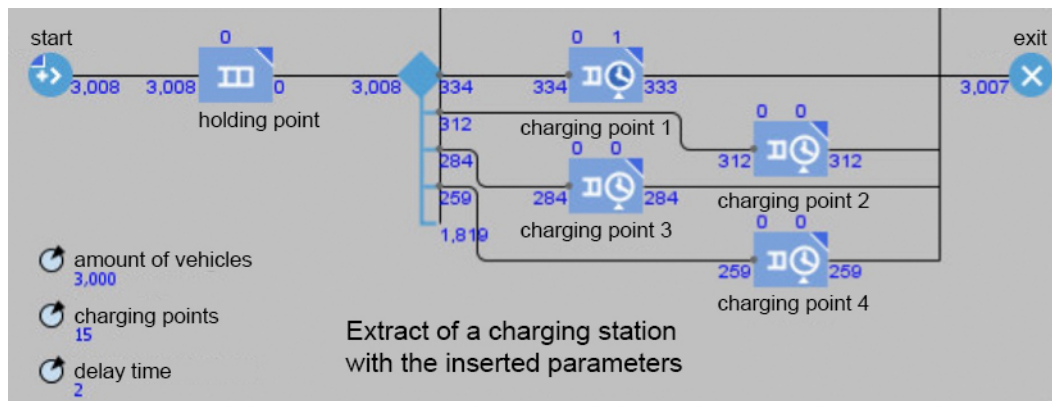 start
exit
0
0 1
3,008
3,008
0
3,008
334
334
333
3,007
holding point
312
charging point 1
0 0
0 0
284
312
312
259
284
284
charging point 2
1,819
charging point 3
0 0
amount of vehicles
3,000
259
259
charging point 4
charging points
15
Extract of a charging station
with the inserted parameters
delay time
2